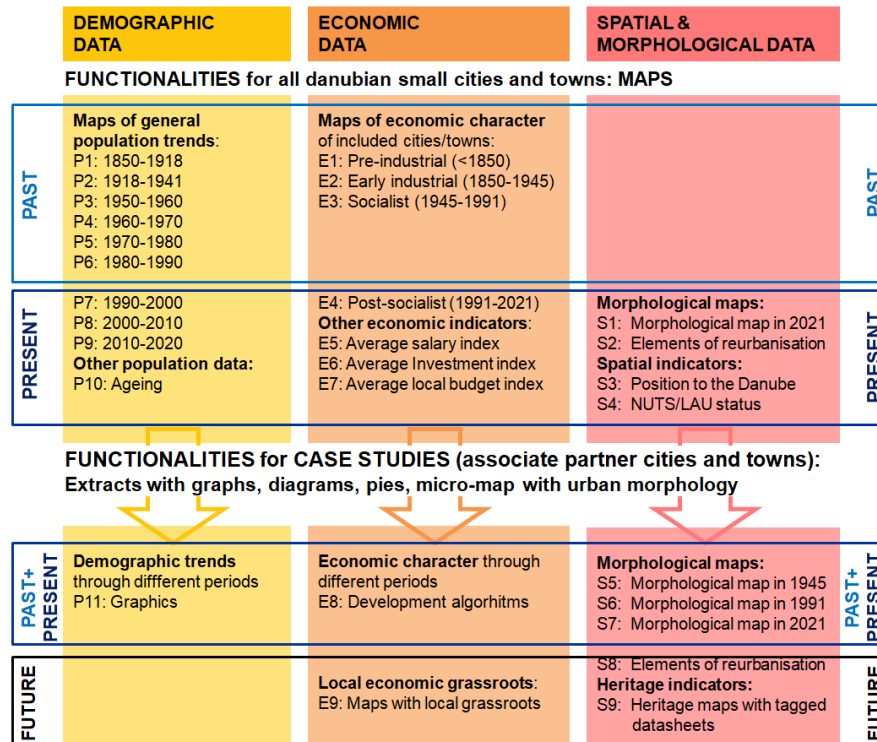 DEMOGRAPHIC
DATA
ECONOMIC
DATA
SPATIAL &
MORPHOLOGICAL DATA
FUNCTIONALITIES for all danubian small cities and towns: MAPS
PAST
Maps of general
population trends:
P1: 1850-1918
P2: 1918-1941
P3: 1950-1960
P4: 1960-1970
P5: 1970-1980
P6: 1980-1990
Maps of economic character
of included cities/towns:
E1: Pre-industrial (<1850)
E2: Early industrial (1850-1945)
E3: Socialist (1945-1991)
PAST
PRESENT
P7: 1990-2000
P8: 2000-2010
P9: 2010-2020
Other population data:
P10: Ageing
E4: Post-socialist (1991-2021)
Other economic indicators:
E5: Average salary index
E6: Average Investment index
E7: Average local budget index
Morphological maps:
S1: Morphological map in 2021
S2: Elements of reurbanisation
Spatial indicators:
S3: Position to the Danube
S4: NUTS/LAU status
PRESENT
FUNCTIONALITIES for CASE STUDIES (associate partner cities and towns):
Extracts with graphs, diagrams, pies, micro-map with urban morphology
PAST+
PRESENT
Demographic trends
through diffferent periods
P11: Graphics
Economic character through
different periods
E8: Development algorhitms
Morphological maps:
S5: Morphological map in 1945
S6: Morphological map in 1991
S7: Morphological map in 2021
PAST+
PRESENT
FUTURE
Local economic grassroots:
E9: Maps with local grassroots
S8: Elements of reurbanisation
Heritage indicators:
S9: Heritage maps with tagged
datasheets
FUTURE